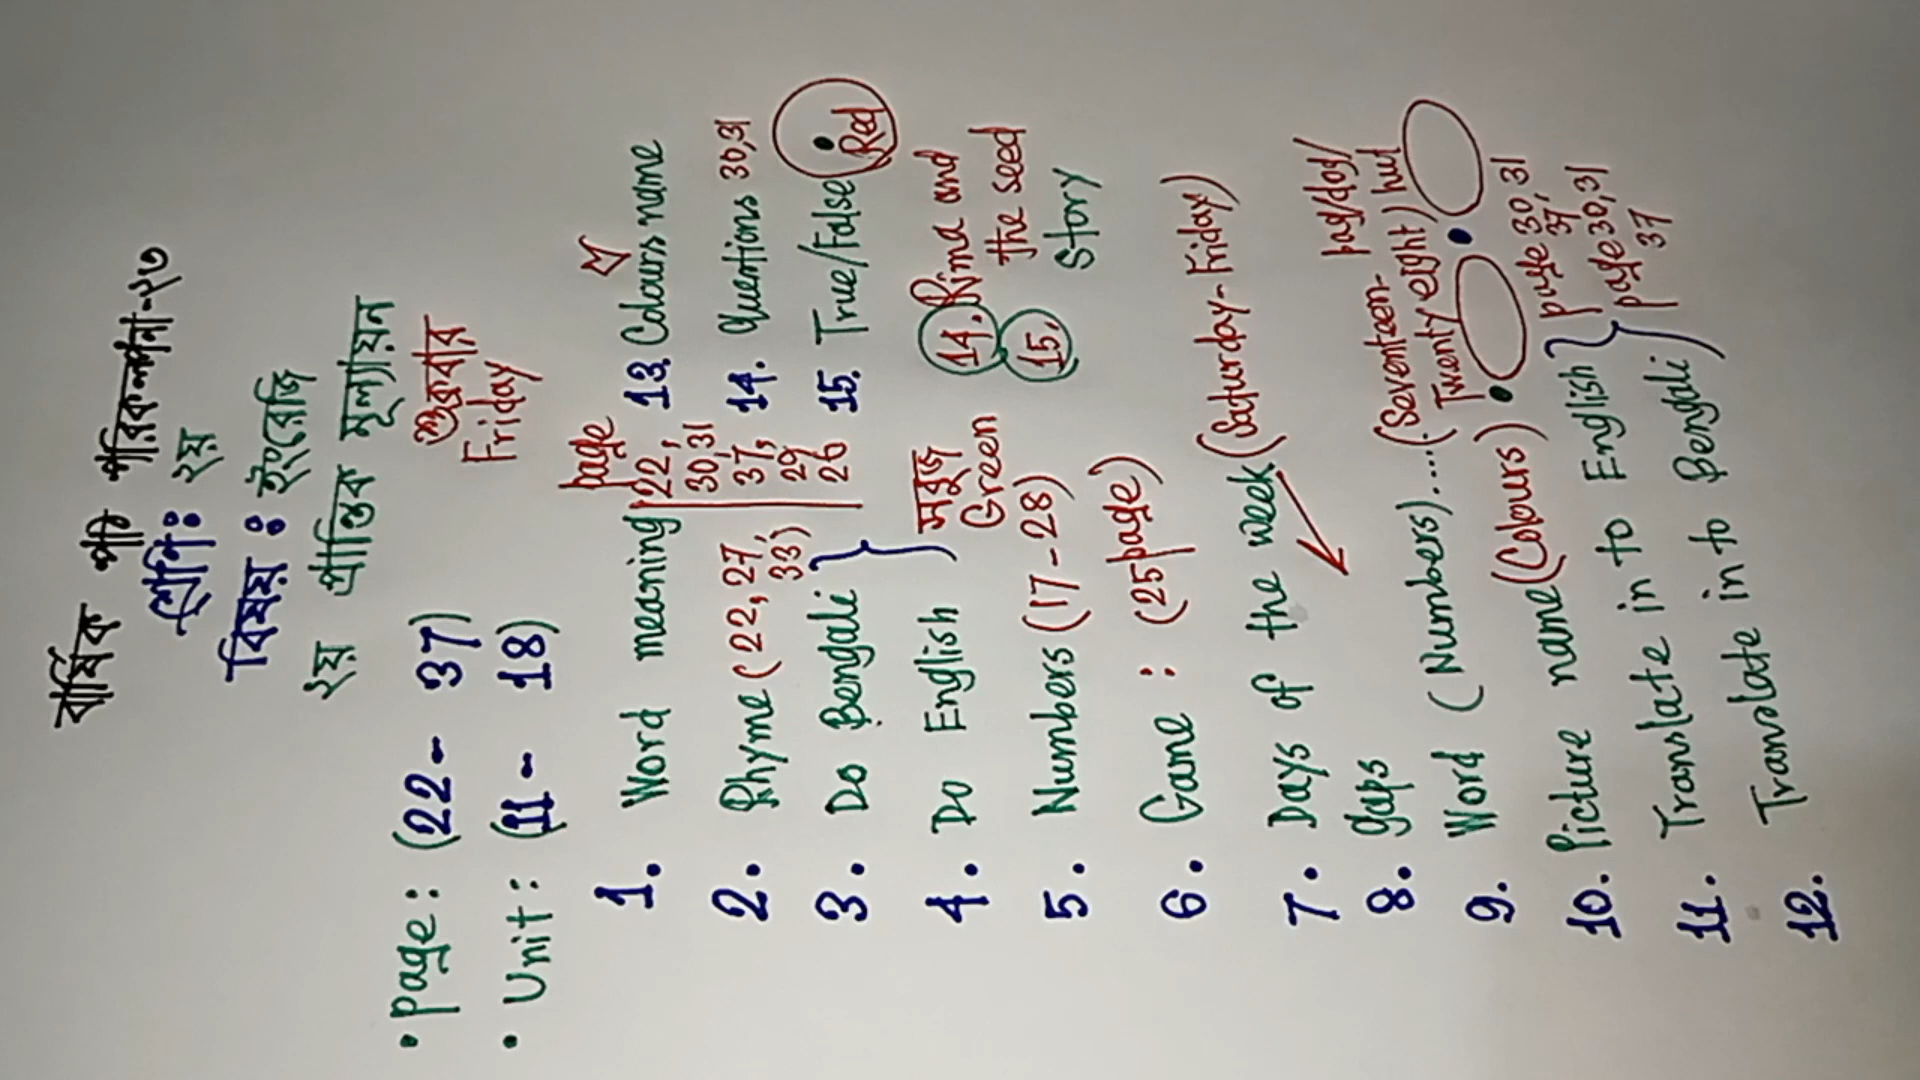 বার্ষিক পাঠ পরিকল্পনা-২৩
শ্রেণি: ২য়
বিষয়: ইংরেজি
২য় প্রান্তিক মূল্যায়ন
• Page: (22-37)
শুক্রবার
• Unit: (11-18)
Friday
page
1. Word meaning 22, 30,31 37, 29 26
13. Colours name
2. Rhyme (22, 27, 33)
14. Questions 30,31
3. Do Bengali
15. True/False Red
4. Do English
সবুজ
Green
14. Rima and
the seed
15. Story
5. Numbers (17-28)
6. Game: (25 page)
7. Days of the week (Saturday-Friday)
8. gaps
9. Word (Numbers)....(Seventeen-Twenty eight)
hut
10. Picture name (Colours)
11. Translate in to English } page 30, 31 37
12. Translate in to Bengali } page 30,31 37